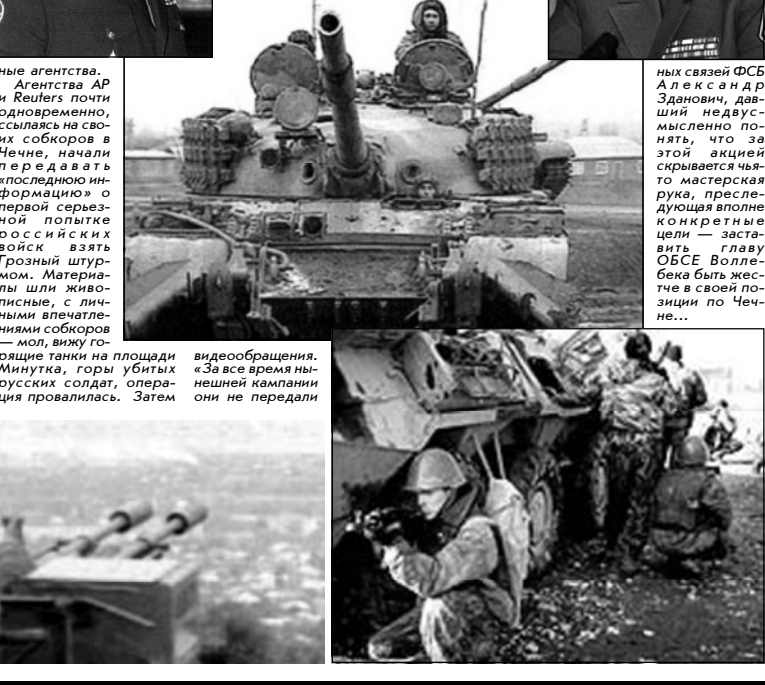 ные агентства.
Агентства AP
и Reuters почти
одновременно,
ссылаясь на сво-
их собкоров в
Чечне, начали
передавать
«последнюю ин-
формацию» о
первой серьез-
ной попытке
российских
войск взять
Грозный штур-
мом. Материа-
лы шли живо-
писные, с лич-
ными впечатле-
ниями собкоров
— мол, вижу го-
рящие танки на площади
Минутка, горы убитых
русских солдат, опера-
ция провалилась. Затем
видеообращения.
«За все время ны-
нешней кампании
они не передали
ных связей ФСБ
Александр
Зданович, дав-
ший недвус-
мысленно по-
нять, что за
этой акцией
скрывается чья-
то мастерская
рука, пресле-
дующая вполне
конкретные
цели — заста-
вить главу
ОБСЕ Волле-
бека быть жес-
тче в своей по-
зиции по Чеч-
не...